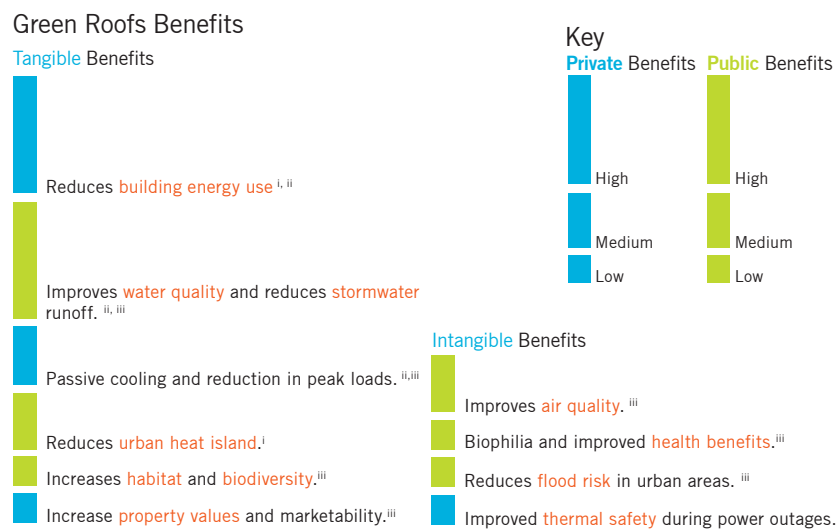 Green Roofs Benefits
Tangible Benefits
Reduces building energy use i, ii
Improves water quality and reduces stormwater
runoff. ii, iii
Passive cooling and reduction in peak loads. ii,iii
Reduces urban heat island.i
Increases habitat and biodiversity.iii
Increase property values and marketability.iii
Key
Private Benefits Public Benefits
High High
Medium Medium
Low Low
Intangible Benefits
Improves air quality. iii
Biophilia and improved health benefits.iii
Reduces flood risk in urban areas. iii
Improved thermal safety during power outages.